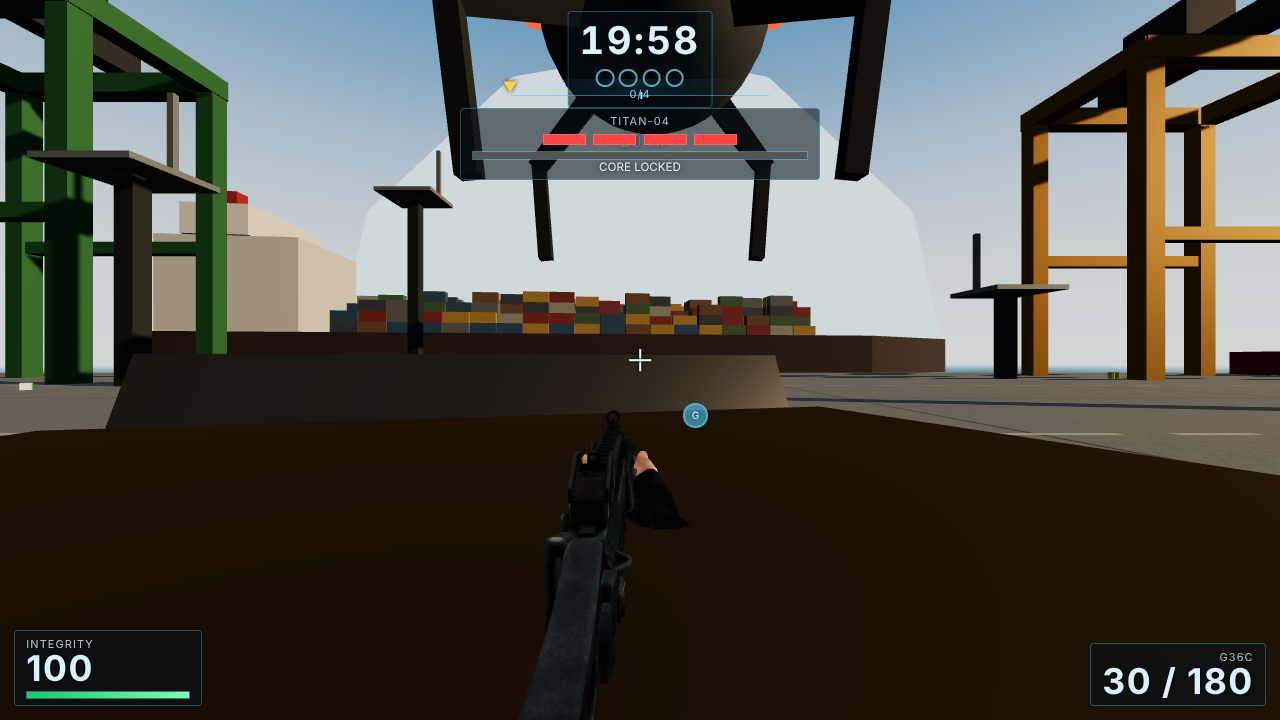 19:58
0/4
TITAN-04
CORE LOCKED
G
INTEGRITY
100
G36C
30 / 180